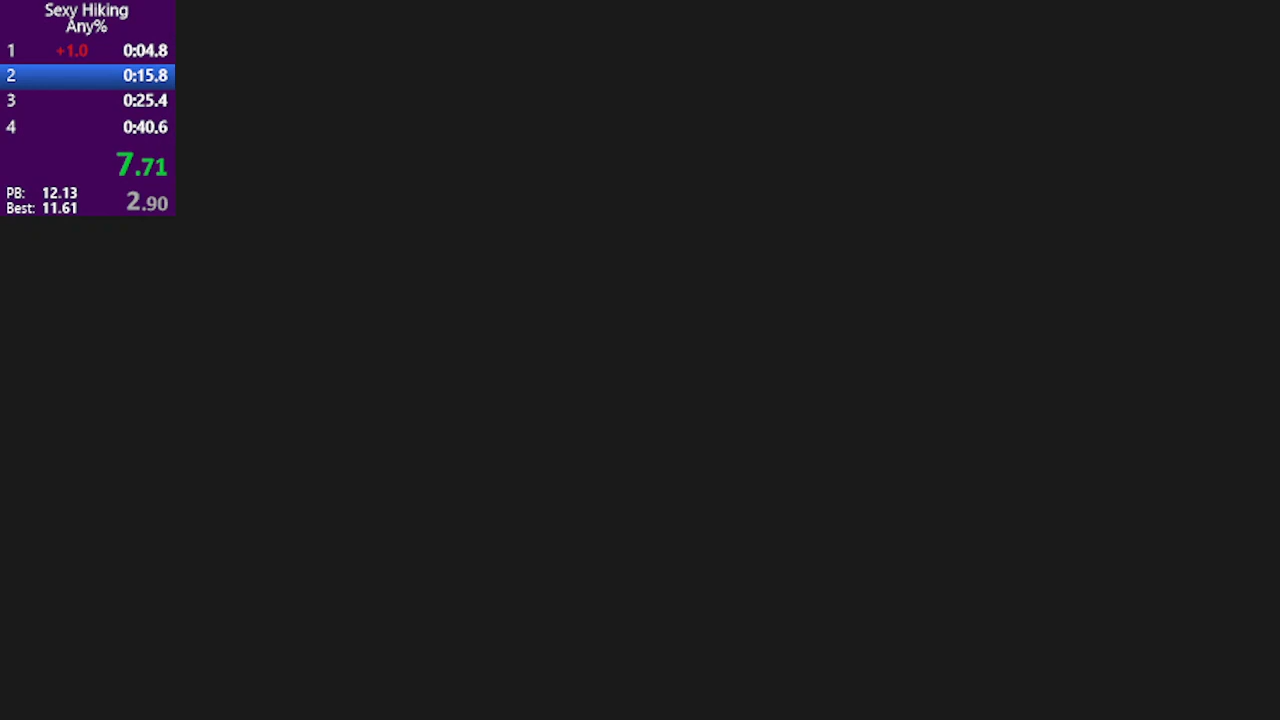 Sexy Hiking
Any%
1 +1.0 0:04.8
2 0:15.8
3 0:25.4
4 0:40.6
7.71
PB: 12.13
Best: 11.61 2.90